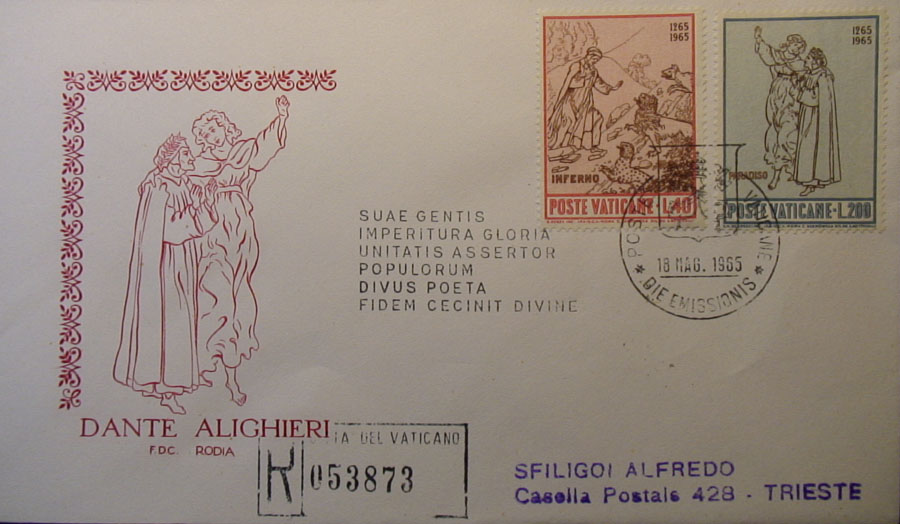 1265
1965
INFERNO
POSTE VATICANE L.40
1265
1965
PARADISO
POSTE VATICANE-L.200
18 MAG. 1965
* DIE EMISSIONIS *
SUAE GENTIS
IMPERITURA GLORIA
UNITATIS ASSERTOR
POPULORUM
DIVUS POETA
FIDEM CECINIT DIVINE
DANTE ALIGHIERI
F.D.C. RODIA
DEL VATICANO
R 053873
SFILIGOI ALFREDO
Casella Postale 428 - TRIESTE